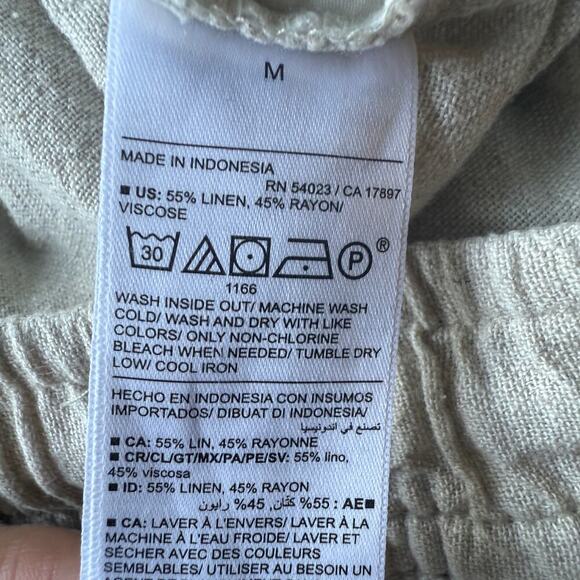 M
MADE IN INDONESIA
RN 54023 / CA 17897
■ US: 55% LINEN, 45% RAYON/
VISCOSE
30 P ®
1166
WASH INSIDE OUT/ MACHINE WASH
COLD/ WASH AND DRY WITH LIKE
COLORS/ ONLY NON-CHLORINE
BLEACH WHEN NEEDED/ TUMBLE DRY
LOW/ COOL IRON
HECHO EN INDONESIA CON INSUMOS
IMPORTADOS/ DIBUAT DI INDONESIA/
تصنع في اندونيسيا
■ CA: 55% LIN, 45% RAYONNE
■ CR/CL/GT/MX/PA/PE/SV: 55% lino,
45% viscosa
■ ID: 55% LINEN, 45% RAYON
■ AE : 55% كتّان, 45% رايون
■ CA: LAVER À L'ENVERS/ LAVER À LA
MACHINE À L'EAU FROIDE/ LAVER ET
SÉCHER AVEC DES COULEURS
SEMBLABLES/ UTILISER AU BESOIN UN